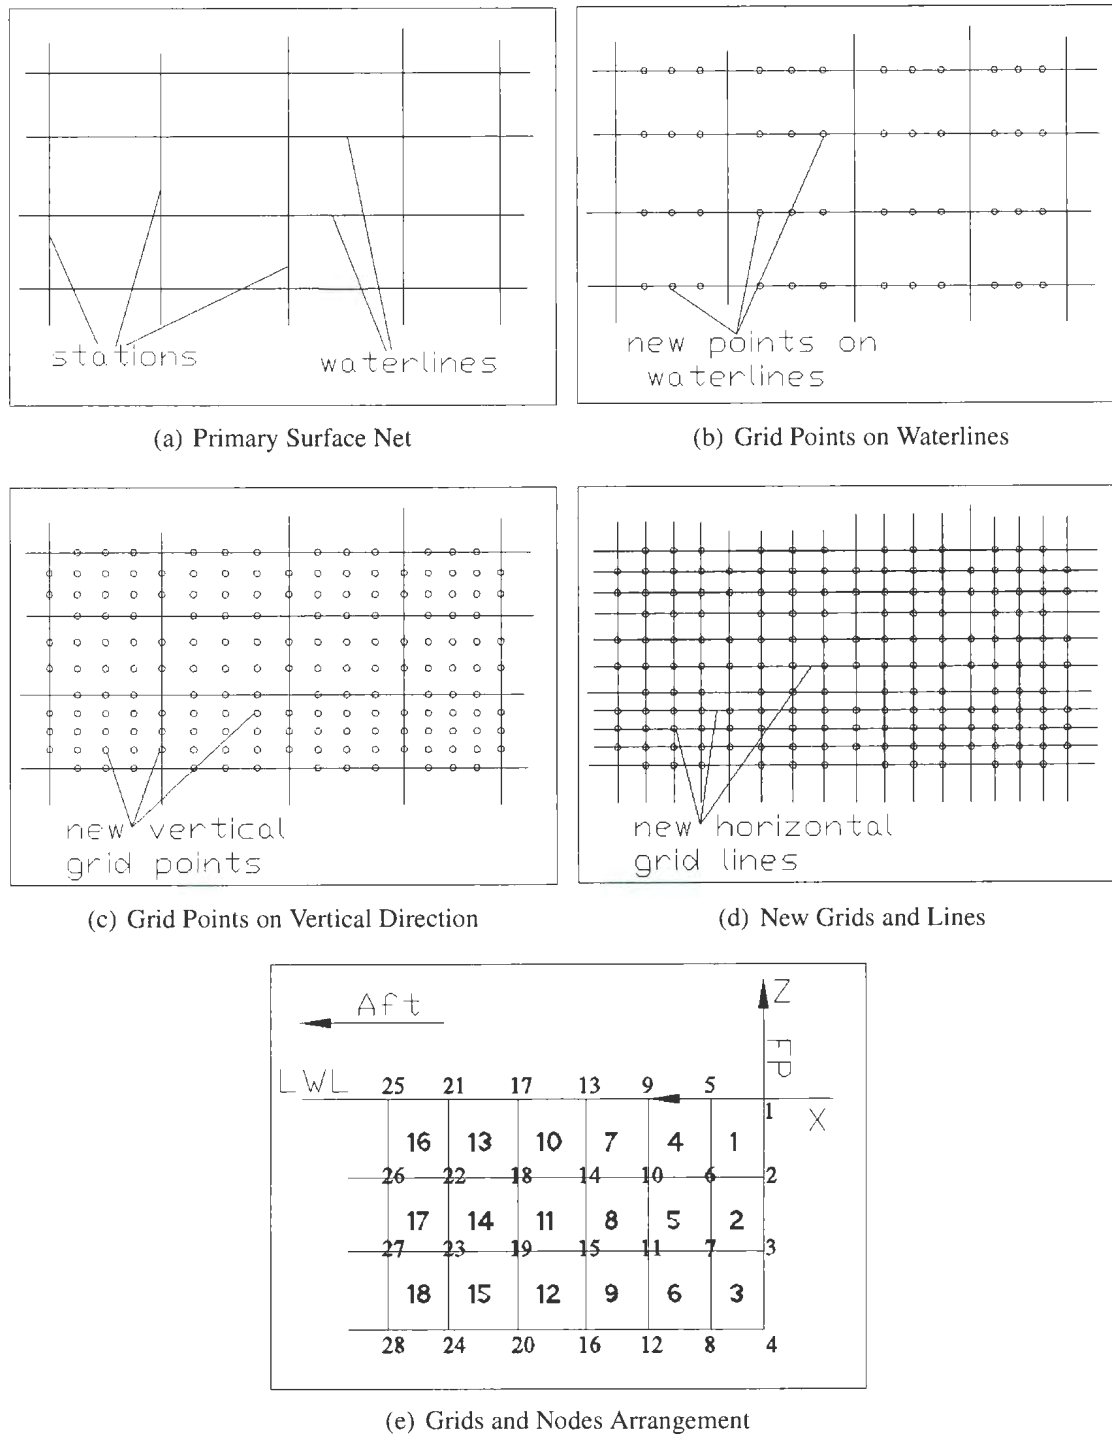 stations
waterlines
new points on
waterlines
(a) Primary Surface Net
(b) Grid Points on Waterlines
new vertical
grid points
new horizontal
grid lines
(c) Grid Points on Vertical Direction
(d) New Grids and Lines
Z
Aft
FP
LWL 25 21 17 13 9 5
1
X
16 13 10 7 4 1
26 22 18 14 10 6 2
17 14 11 8 5 2
27 23 19 15 11 7 3
18 15 12 9 6 3
28 24 20 16 12 8 4
(e) Grids and Nodes Arrangement